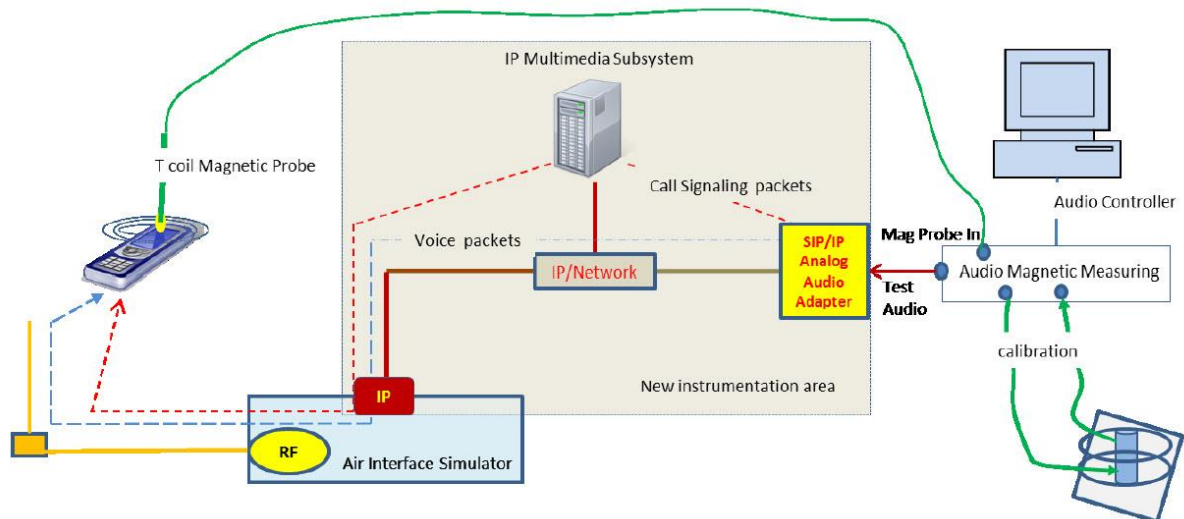 IP Multimedia Subsystem
T coil Magnetic Probe
Call Signaling packets
Audio Controller
Voice packets
SIP/IP
Analog
Audio
Adapter
Mag Probe In
IP/Network
Audio Magnetic Measuring
Test
Audio
calibration
New instrumentation area
IP
RF
Air Interface Simulator